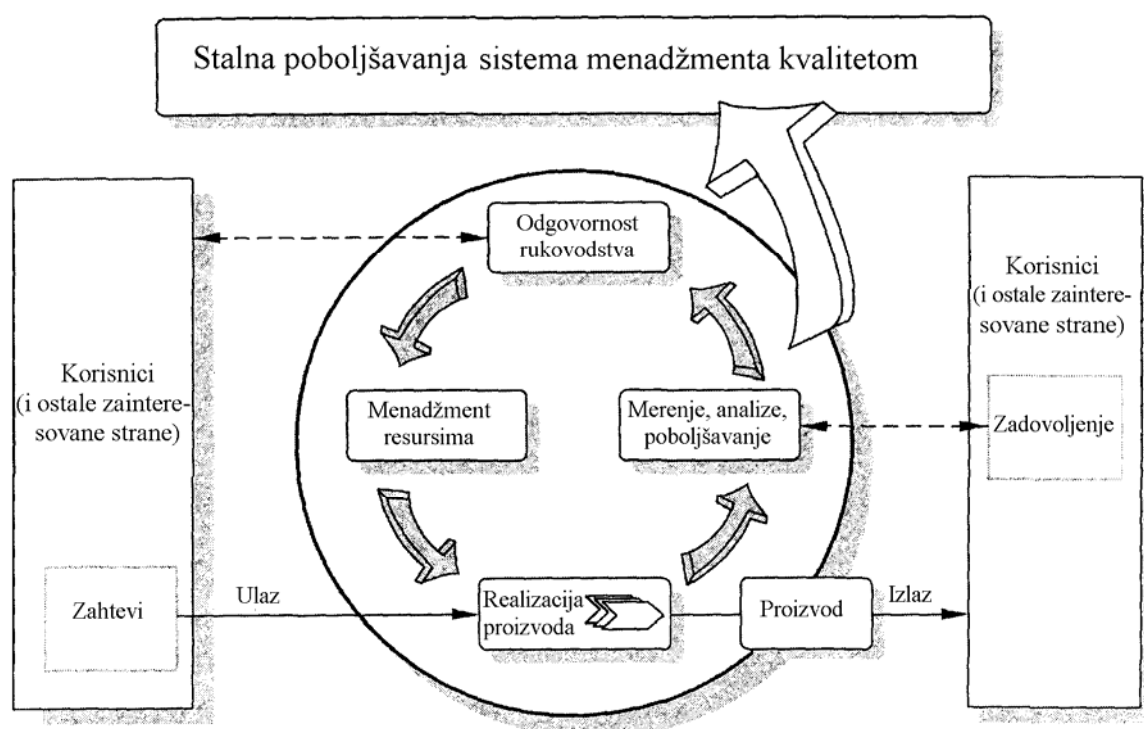 Stalna poboljšavanja sistema menadžmenta kvalitetom
Odgovornost
rukovodstva
Korisnici
(i ostale zaintere-
sovane strane)
Korisnici
(i ostale zaintere-
sovane strane)
Menadžment
resursima
Merenje, analize,
poboljšavanje
Zadovoljenje
Zahtevi
Ulaz
Realizacija
proizvoda
Proizvod
Izlaz